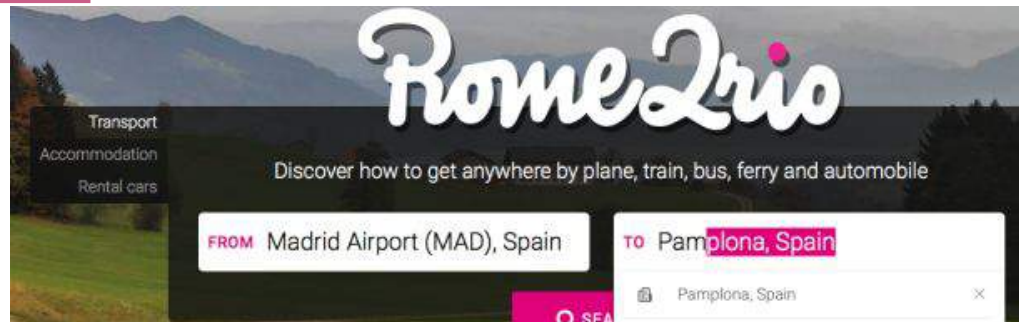 Rome2rio
Transport
Accommodation
Rental cars
Discover how to get anywhere by plane, train, bus, ferry and automobile
FROM Madrid Airport (MAD), Spain
TO Pamplona, Spain
Pamplona, Spain